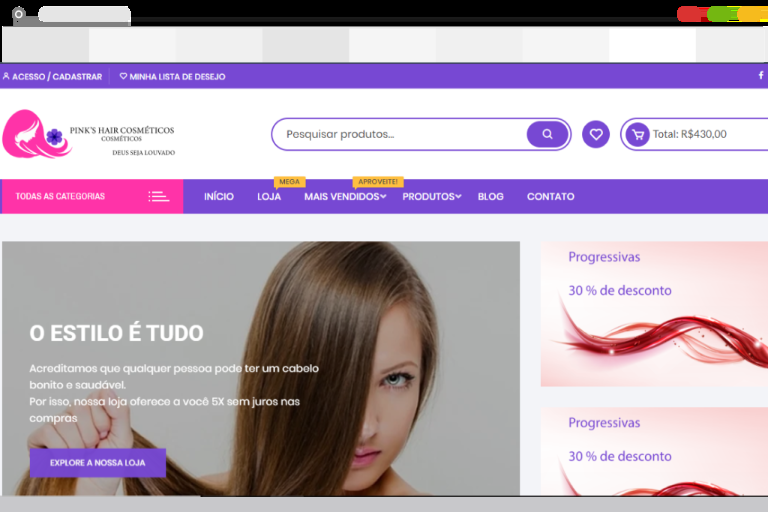 ACESSO / CADASTRAR
MINHA LISTA DE DESEJO
PINK'S HAIR COSMÉTICOS
COSMÉTICOS
DEUS SEJA LOUVADO
Pesquisar produtos...
Total: R$430,00
TODAS AS CATEGORIAS
INÍCIO
LOJA
MEGA
MAIS VENDIDOS
APROVEITE!
PRODUTOS
BLOG
CONTATO
O ESTILO É TUDO
Acreditamos que qualquer pessoa pode ter um cabelo
bonito e saudável.
Por isso, nossa loja oferece a você 5X sem juros nas
compras
EXPLORE A NOSSA LOJA
Progressivas
30 % de desconto
Progressivas
30 % de desconto